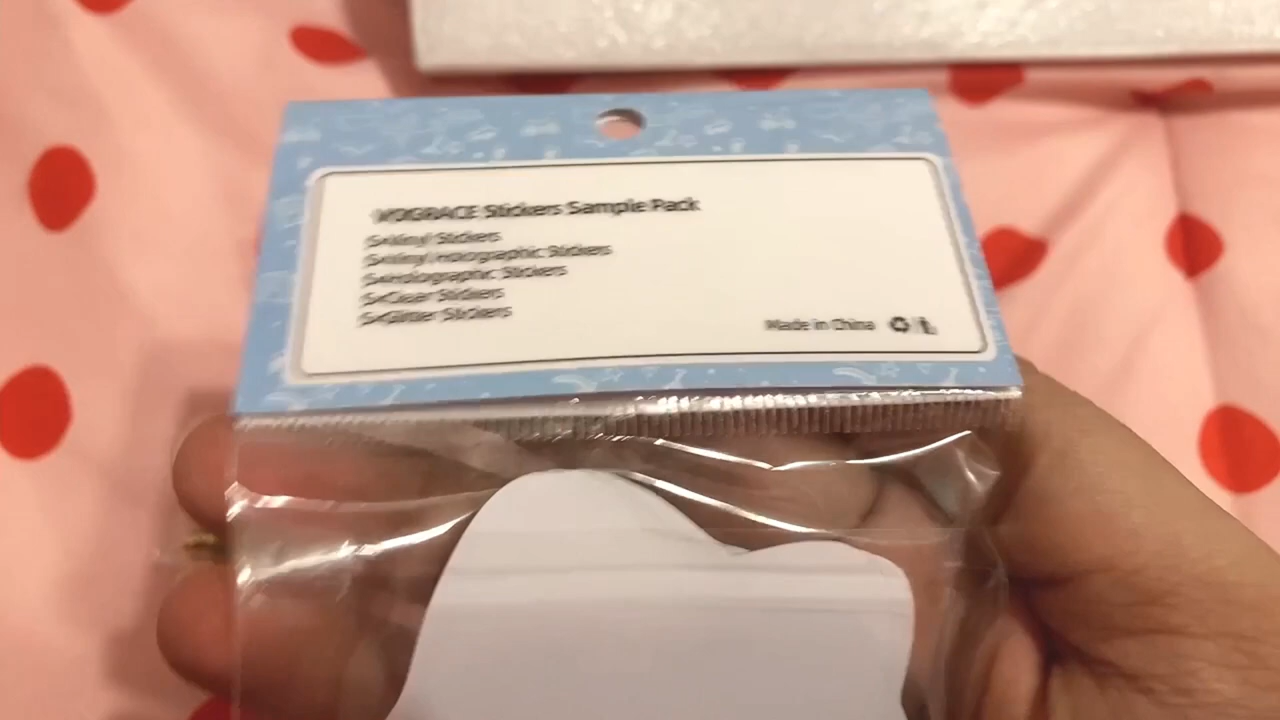 VOGRACE Stickers Sample Pack
5×Vinyl Stickers
5×Vinyl Holographic Stickers
5×Holographic Stickers
5×Clear Stickers
5×Glitter Stickers
Made in China